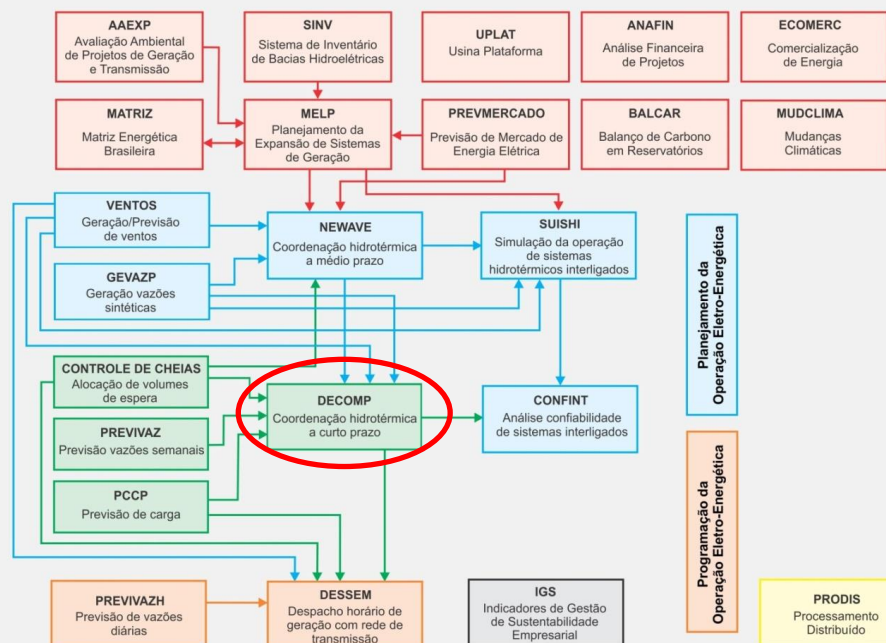 AAEXP
Avaliação Ambiental
de Projetos de Geração
e Transmissão
SINV
Sistema de Inventário
de Bacias Hidroelétricas
UPLAT
Usina Plataforma
ANAFIN
Análise Financeira
de Projetos
ECOMERC
Comercialização
de Energia
MATRIZ
Matriz Energética
Brasileira
MELP
Planejamento da
Expansão de Sistemas
de Geração
PREVMERCADO
Previsão de Mercado de
Energia Elétrica
BALCAR
Balanço de Carbono
em Reservatórios
MUDCLIMA
Mudanças
Climáticas
VENTOS
Geração/Previsão
de ventos
NEWAVE
Coordenação hidrotérmica
a médio prazo
SUISHI
Simulação da operação
de sistemas
hidrotérmicos interligados
GEVAZP
Geração vazões
sintéticas
Planejamento da
Operação Eletro-Energética
CONTROLE DE CHEIAS
Alocação de volumes
de espera
DECOMP
Coordenação hidrotérmica
a curto prazo
CONFINT
Análise confiabilidade
de sistemas interligados
PREVIVAZ
Previsão vazões semanais
PCCP
Previsão de carga
Programação da
Operação Eletro-Energética
PREVIVAZH
Previsão de vazões
diárias
DESSEM
Despacho horário de
geração com rede de
transmissão
IGS
Indicadores de Gestão
de Sustentabilidade
Empresarial
PRODIS
Processamento
Distribuído